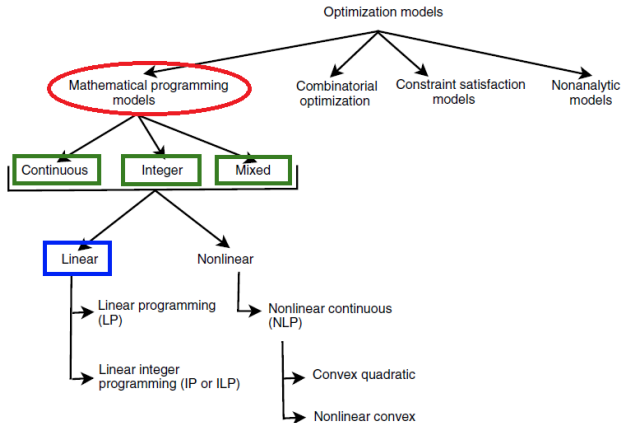 Optimization models
Mathematical programming
models
Combinatorial
optimization
Constraint satisfaction
models
Nonanalytic
models
Continuous
Integer
Mixed
Linear
Nonlinear
Linear programming
(LP)
Nonlinear continuous
(NLP)
Linear integer
programming (IP or ILP)
Convex quadratic
Nonlinear convex